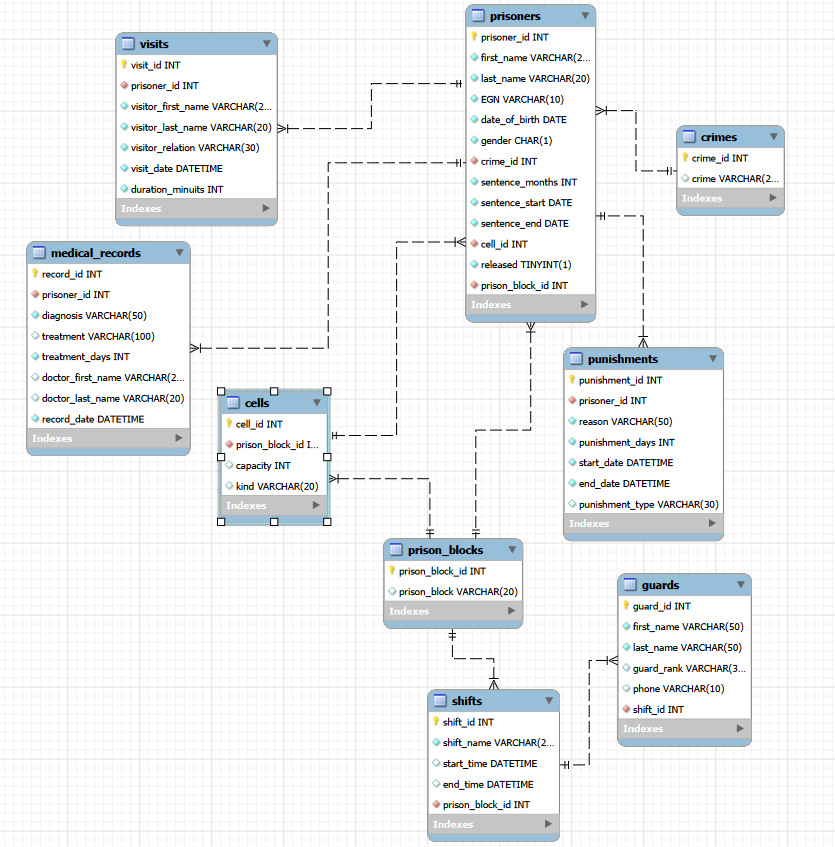 prisoners
prisoner_id INT
first_name VARCHAR(2...
last_name VARCHAR(20)
EGN VARCHAR(10)
date_of_birth DATE
gender CHAR(1)
crime_id INT
sentence_months INT
sentence_start DATE
sentence_end DATE
cell_id INT
released TINYINT(1)
prison_block_id INT
Indexes
visits
visit_id INT
prisoner_id INT
visitor_first_name VARCHAR(2...
visitor_last_name VARCHAR(20)
visitor_relation VARCHAR(30)
visit_date DATETIME
duration_minuits INT
Indexes
crimes
crime_id INT
crime VARCHAR(2...
Indexes
medical_records
record_id INT
prisoner_id INT
diagnosis VARCHAR(50)
treatment VARCHAR(100)
treatment_days INT
doctor_first_name VARCHAR(2...
doctor_last_name VARCHAR(20)
record_date DATETIME
Indexes
punishments
punishment_id INT
prisoner_id INT
reason VARCHAR(50)
punishment_days INT
start_date DATETIME
end_date DATETIME
punishment_type VARCHAR(30)
Indexes
cells
cell_id INT
prison_block_id I...
capacity INT
kind VARCHAR(20)
Indexes
prison_blocks
prison_block_id INT
prison_block VARCHAR(20)
Indexes
guards
guard_id INT
first_name VARCHAR(50)
last_name VARCHAR(50)
guard_rank VARCHAR(3...
phone VARCHAR(10)
shift_id INT
Indexes
shifts
shift_id INT
shift_name VARCHAR(2...
start_time DATETIME
end_time DATETIME
prison_block_id INT
Indexes